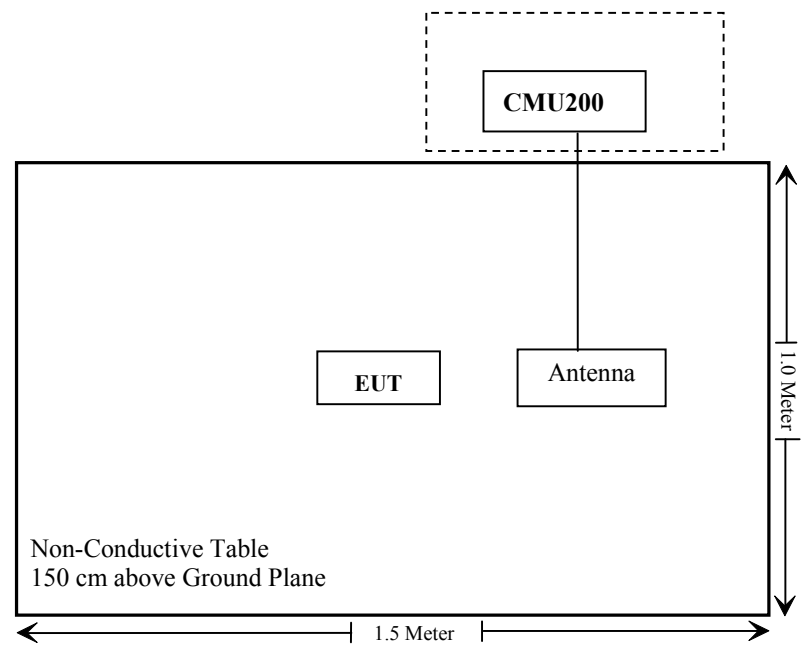 CMU200
EUT
Antenna
1.0 Meter
Non-Conductive Table
150 cm above Ground Plane
1.5 Meter